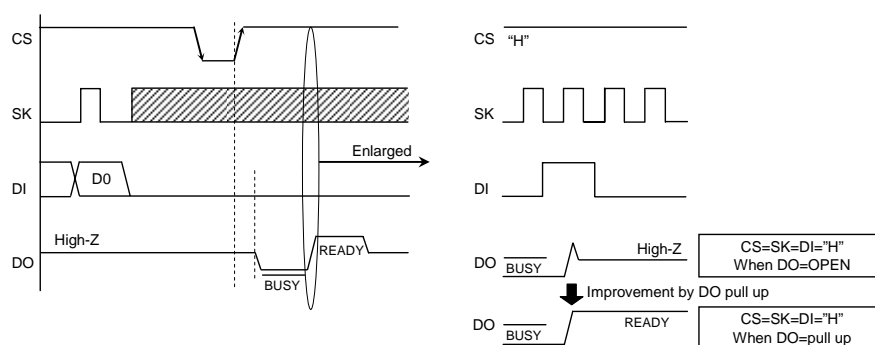 CS
SK
DI
D0
High-Z
DO
BUSY
READY
Enlarged
CS
“H”
SK
DI
High-Z
DO
BUSY
CS=SK=DI=”H”
When DO=OPEN
Improvement by DO pull up
DO
BUSY
READY
CS=SK=DI=”H”
When DO=pull up